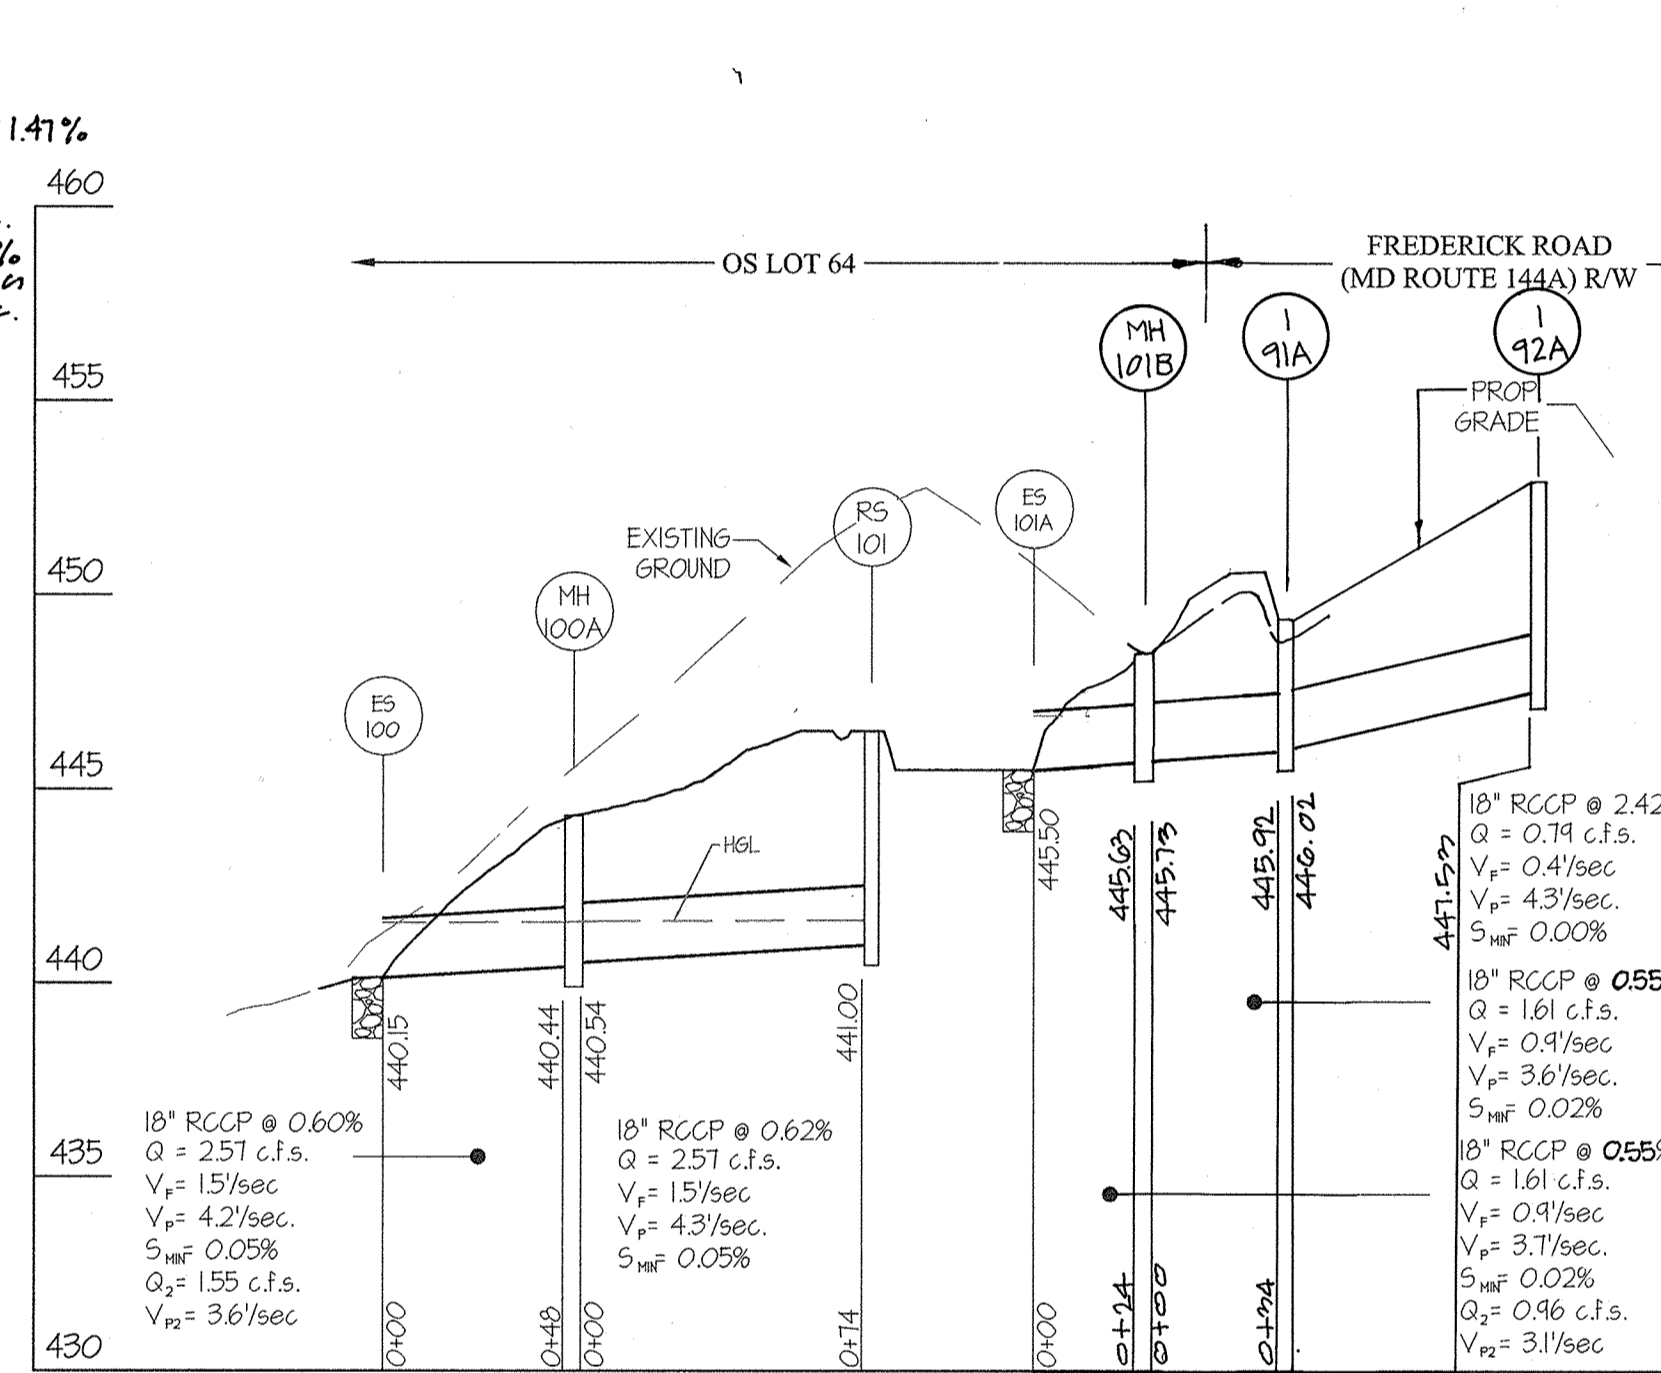 1.47%
460
455
450
445
440
435
430
OS LOT 64
FREDERICK ROAD
(MD ROUTE 144A) R/W
MH
101B
I
91A
I
92A
PROP
GRADE
ES
101A
RS
101
EXISTING
GROUND
MH
100A
ES
100
HGL
440.15
440.44
440.54
441.00
445.50
445.63
445.73
445.92
446.02
447.53
18" RCCP @ 0.60%
Q = 2.57 c.f.s.
VF= 1.5'/sec
VP= 4.2'/sec.
SMIN= 0.05%
Q2= 1.55 c.f.s.
VP2= 3.6'/sec
18" RCCP @ 0.62%
Q = 2.57 c.f.s.
VF= 1.5'/sec
VP= 4.3'/sec.
SMIN= 0.05%
18" RCCP @ 2.42
Q = 0.79 c.f.s.
VF= 0.4'/sec
VP= 4.3'/sec.
SMIN= 0.00%
18" RCCP @ 0.55
Q = 1.61 c.f.s.
VF= 0.9'/sec
VP= 3.6'/sec.
SMIN= 0.02%
18" RCCP @ 0.55%
Q = 1.61 c.f.s.
VF= 0.9'/sec
VP= 3.7'/sec.
SMIN= 0.02%
Q2= 0.96 c.f.s.
VP2= 3.1'/sec
0+00
0+48
0+00
0+74
0+00
0+24
0+00
0+34